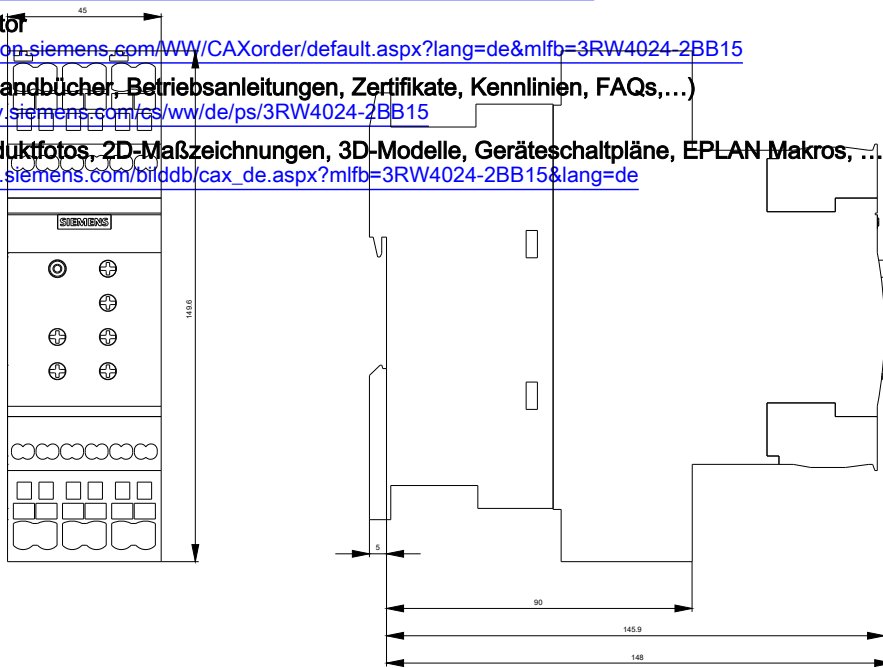 45
tor
on.siemens.com/WW/CAXorder/default.aspx?lang=de&mlfb=3RW4024-2BB15
andbücher, Betriebsanleitungen, Zertifikate, Kennlinien, FAQs,...)
.siemens.com/cs/ww/de/ps/3RW4024-2BB15
duktfotos, 2D-Maßzeichnungen, 3D-Modelle, Geräteschaltpläne, EPLAN Makros, ...
.siemens.com/bilddb/cax_de.aspx?mlfb=3RW4024-2BB15&lang=de
SIEMENS
149.6
5
90
145.9
148